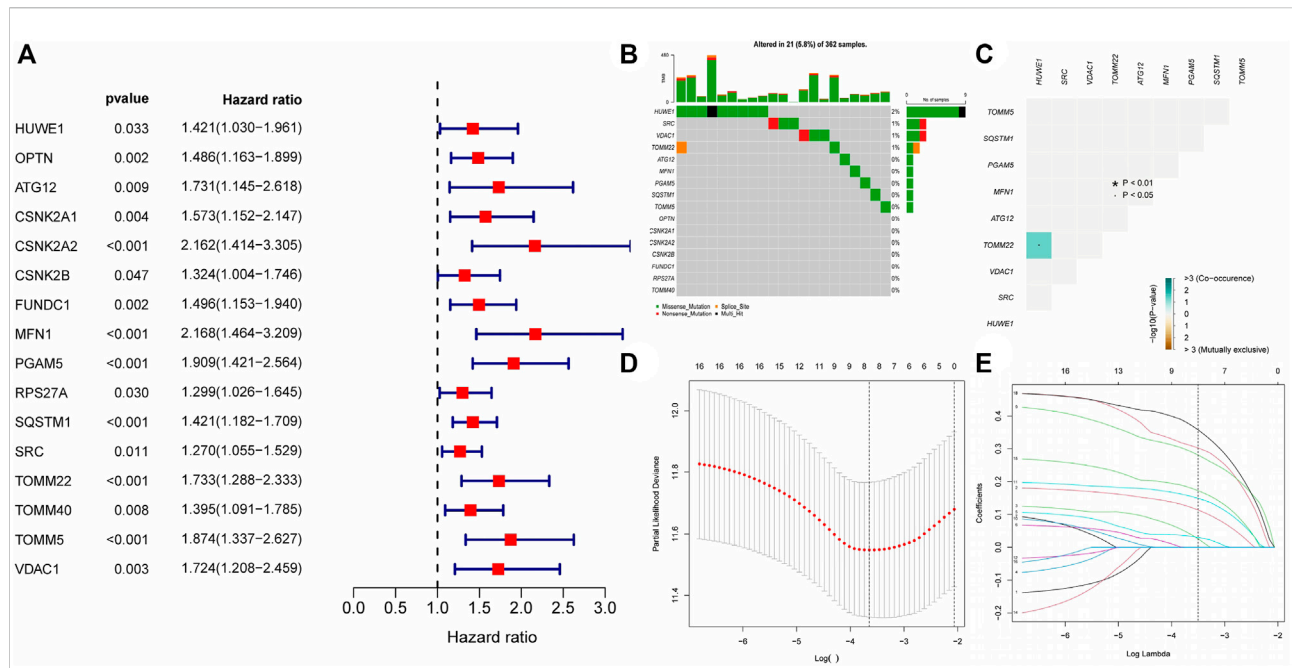 A
pvalue Hazard ratio
HUWE1 0.033 1.421(1.030−1.961)
OPTN 0.002 1.486(1.163−1.899)
ATG12 0.009 1.731(1.145−2.618)
CSNK2A1 0.004 1.573(1.152−2.147)
CSNK2A2 <0.001 2.162(1.414−3.305)
CSNK2B 0.047 1.324(1.004−1.746)
FUNDC1 0.002 1.496(1.153−1.940)
MFN1 <0.001 2.168(1.464−3.209)
PGAM5 <0.001 1.909(1.421−2.564)
RPS27A 0.030 1.299(1.026−1.645)
SQSTM1 <0.001 1.421(1.182−1.709)
SRC 0.011 1.270(1.055−1.529)
TOMM22 <0.001 1.733(1.288−2.333)
TOMM40 0.008 1.395(1.091−1.785)
TOMM5 <0.001 1.874(1.337−2.627)
VDAC1 0.003 1.724(1.208−2.459)
0.0 0.5 1.0 1.5 2.0 2.5 3.0
Hazard ratio
B
Altered in 21 (5.8%) of 362 samples.
TMB
0
No. of samples
0 9
HUWE1 2%
SRC 1%
VDAC1 1%
TOMM22 1%
ATG12 0%
MFN1 0%
PGAM5 0%
SQSTM1 0%
TOMM5 0%
OPTN 0%
CSNK2A1 0%
CSNK2A2 0%
CSNK2B 0%
FUNDC1 0%
RPS27A 0%
TOMM40 0%
Missense_Mutation Splice_Site
Nonsense_Mutation Multi_Hit
C
HUWE1 SRC VDAC1 TOMM22 ATG12 MFN1 PGAM5 SQSTM1 TOMM5
TOMM5
SQSTM1
PGAM5
MFN1
ATG12
TOMM22
VDAC1
SRC
HUWE1
* P < 0.01
· P < 0.05
−log10(P−value)
>3 (Co−occurence)
2
1
0
1
2
> 3 (Mutually exclusive)
D
16 16 16 16 16 15 12 11 9 9 8 8 6 6 5 0
Partial Likelihood Deviance
12.0
11.8
11.6
11.4
−6 −5 −4 −3 −2
Log( )
E
16 13 9 7 0
Coefficients
0.4
0.3
0.2
0.1
0.0
−0.1
−0.2
−6 −5 −4 −3 −2 −1
Log Lambda